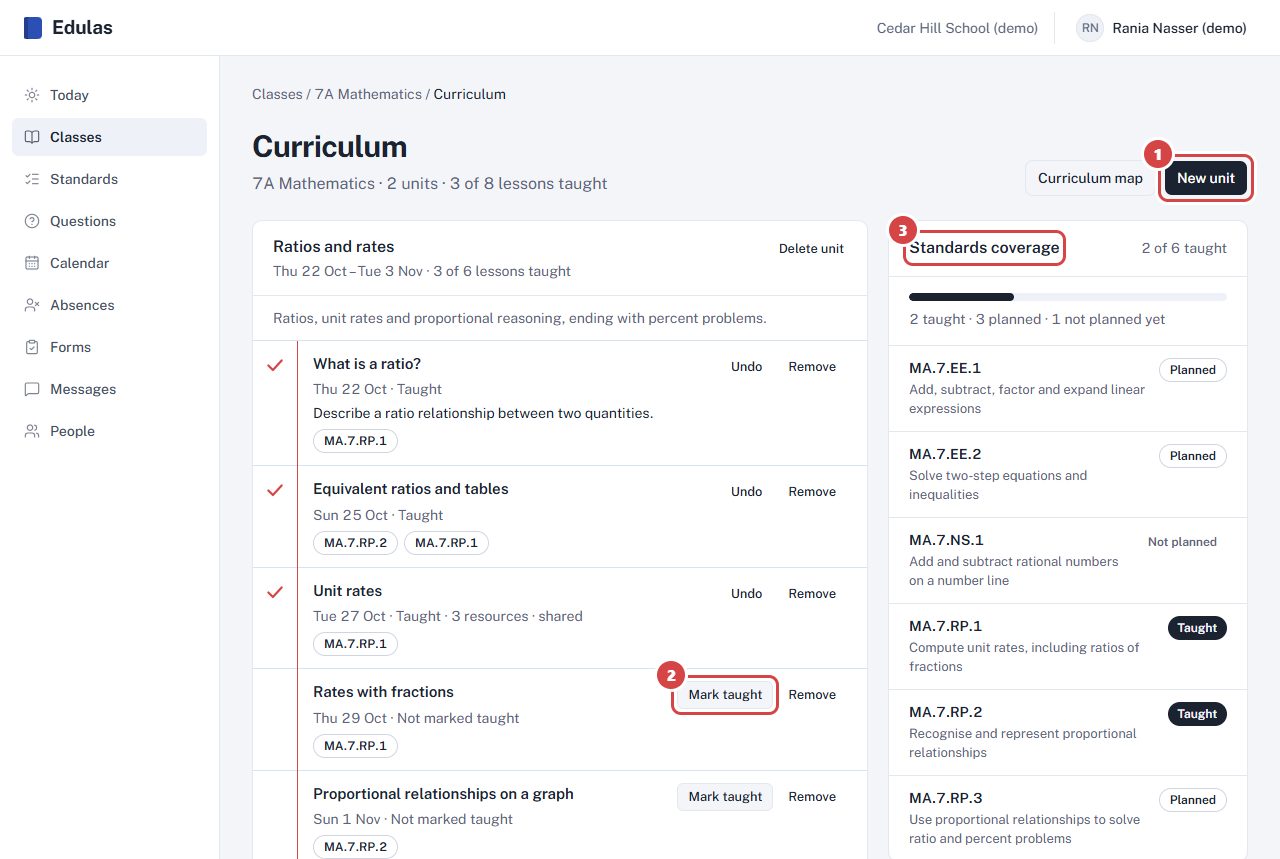 Edulas
Cedar Hill School (demo)
RN
Rania Nasser (demo)
Today
Classes
Standards
Questions
Calendar
Absences
Forms
Messages
People
Classes / 7A Mathematics / Curriculum
Curriculum
7A Mathematics · 2 units · 3 of 8 lessons taught
Curriculum map
1
New unit
Ratios and rates
Delete unit
Thu 22 Oct – Tue 3 Nov · 3 of 6 lessons taught
Ratios, unit rates and proportional reasoning, ending with percent problems.
What is a ratio?
Undo
Remove
Thu 22 Oct · Taught
Describe a ratio relationship between two quantities.
MA.7.RP.1
Equivalent ratios and tables
Undo
Remove
Sun 25 Oct · Taught
MA.7.RP.2
MA.7.RP.1
Unit rates
Undo
Remove
Tue 27 Oct · Taught · 3 resources · shared
MA.7.RP.1
Rates with fractions
2
Mark taught
Remove
Thu 29 Oct · Not marked taught
MA.7.RP.1
Proportional relationships on a graph
Mark taught
Remove
Sun 1 Nov · Not marked taught
MA.7.RP.2
3
Standards coverage
2 of 6 taught
2 taught · 3 planned · 1 not planned yet
MA.7.EE.1
Planned
Add, subtract, factor and expand linear
expressions
MA.7.EE.2
Planned
Solve two-step equations and
inequalities
MA.7.NS.1
Not planned
Add and subtract rational numbers
on a number line
MA.7.RP.1
Taught
Compute unit rates, including ratios of
fractions
MA.7.RP.2
Taught
Recognise and represent proportional
relationships
MA.7.RP.3
Planned
Use proportional relationships to solve
ratio and percent problems